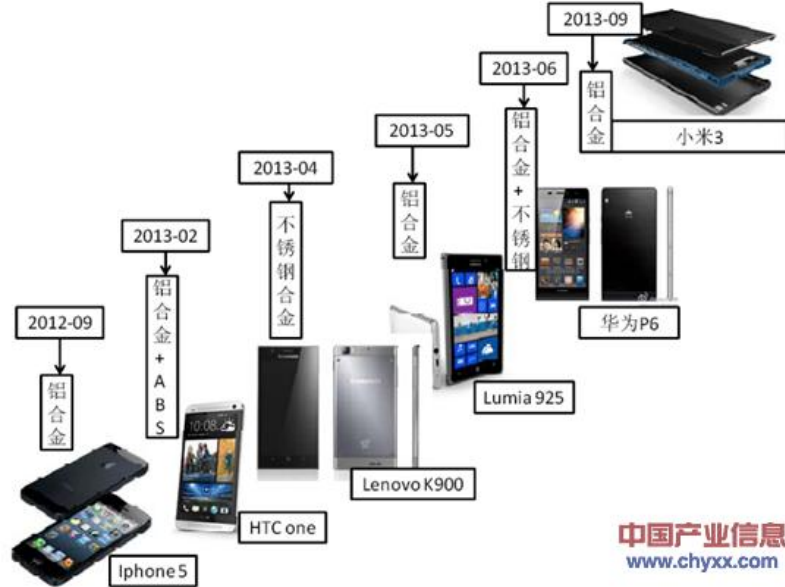 2012-09
铝合金
Iphone 5
2013-02
铝合金+ABS
HTC one
2013-04
不锈钢合金
Lenovo K900
2013-05
铝合金
Lumia 925
2013-06
铝合金+不锈钢
华为P6
2013-09
铝合金
小米3
10:08
中国产业信息
www.chyxx.com